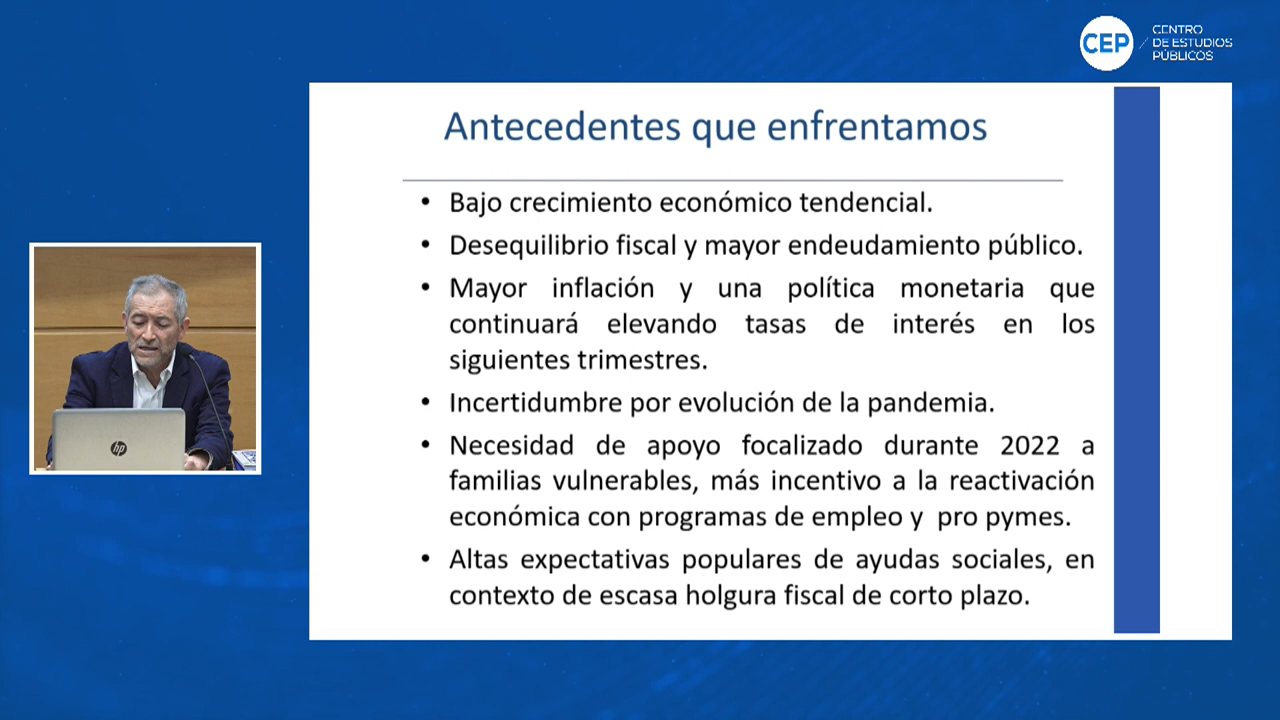 CEP
CENTRO
DE ESTUDIOS
PÚBLICOS
Antecedentes que enfrentamos
• Bajo crecimiento económico tendencial.
• Desequilibrio fiscal y mayor endeudamiento público.
• Mayor inflación y una política monetaria que
continuará elevando tasas de interés en los
siguientes trimestres.
• Incertidumbre por evolución de la pandemia.
• Necesidad de apoyo focalizado durante 2022 a
familias vulnerables, más incentivo a la reactivación
económica con programas de empleo y  pro pymes.
• Altas expectativas populares de ayudas sociales, en
contexto de escasa holgura fiscal de corto plazo.
hp